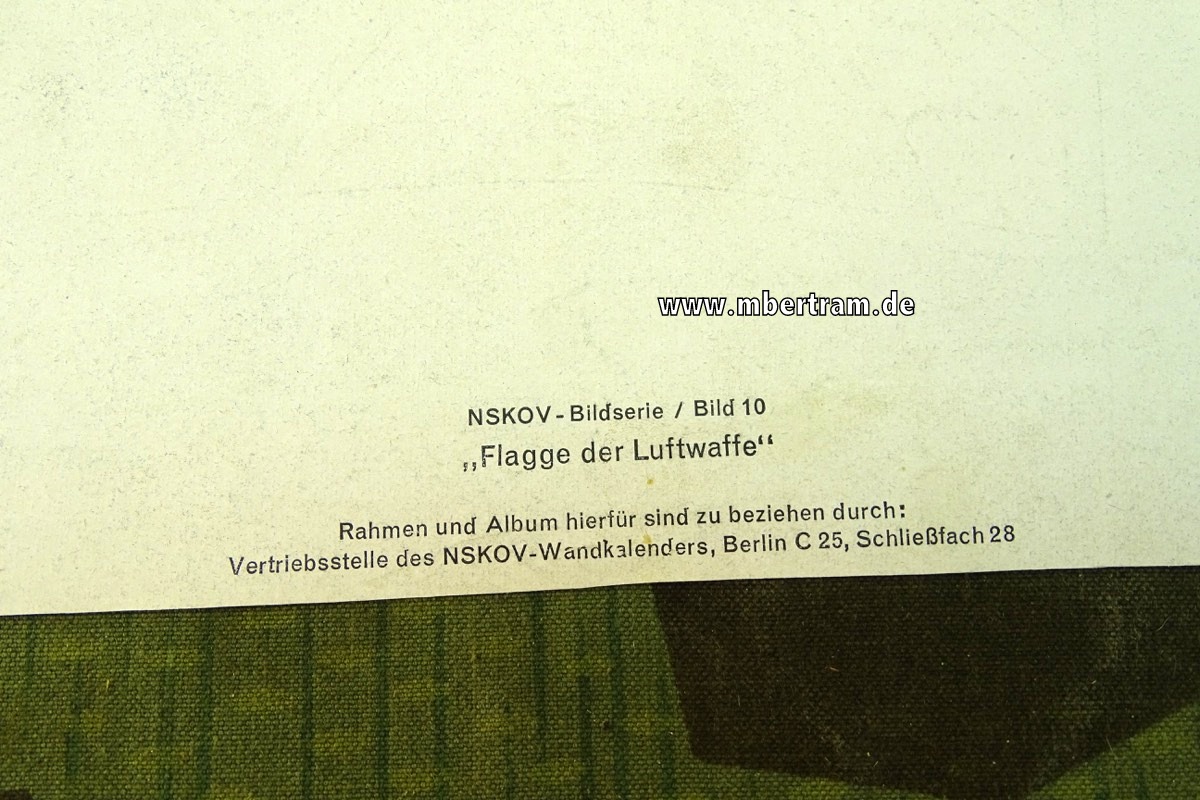 www.mbertram.de
NSKOV-Bildserie / Bild 10
„Flagge der Luftwaffe“
Rahmen und Album hierfür sind zu beziehen durch:
Vertriebsstelle des NSKOV-Wandkalenders, Berlin C 25, Schließfach 28